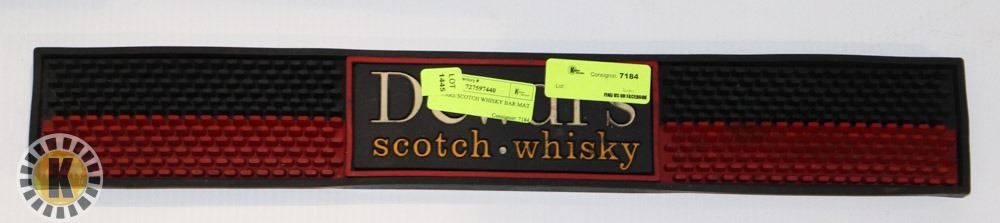 Dewar's
scotch · whisky
LOT
1445
727597440
SCOTCH WHISKY BAR MAT
Consignor: 7184
Consignor: 7184
Lot:
FIND US ON FACEBOOK
K